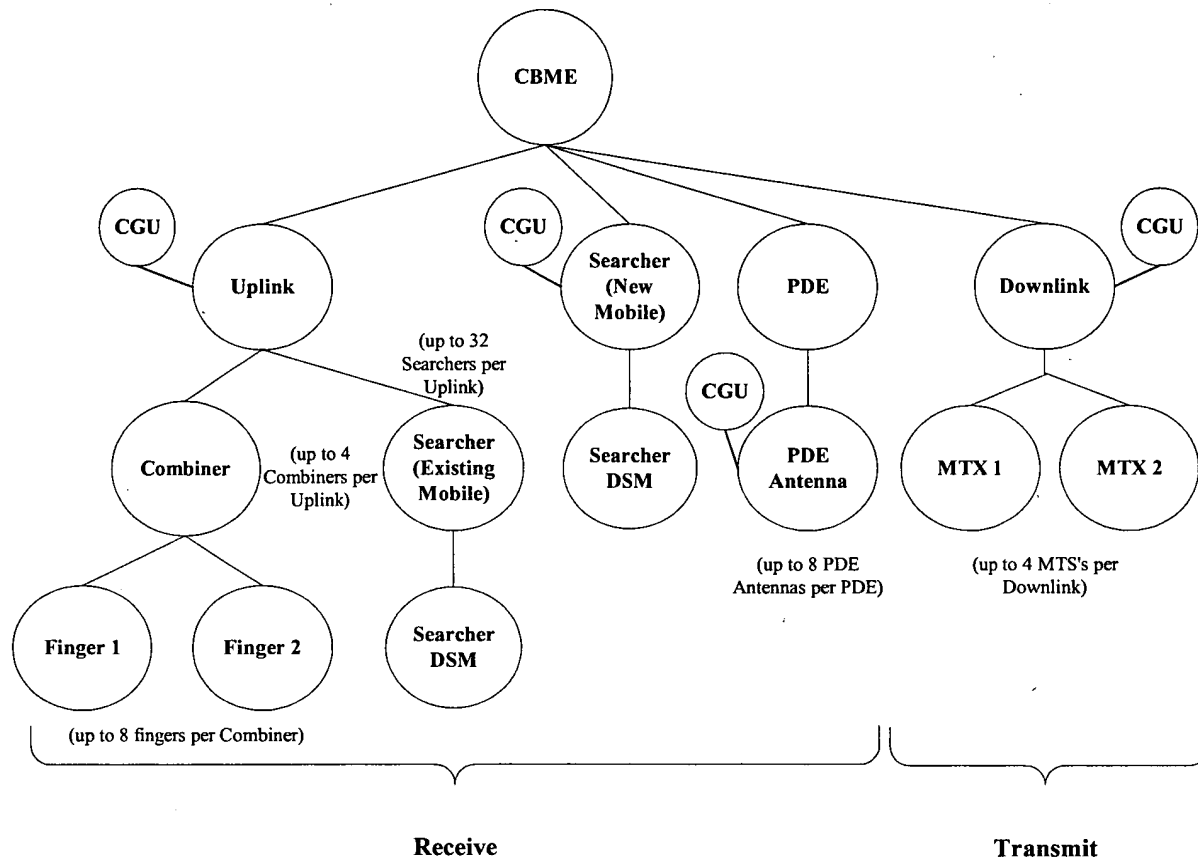 CBME
CGU
CGU
CGU
Uplink
Searcher
(New
Mobile)
PDE
Downlink
(up to 32
Searchers per
Uplink)
CGU
Combiner
(up to 4
Combiners per
Uplink)
Searcher
(Existing
Mobile)
Searcher
DSM
PDE
Antenna
MTX 1
MTX 2
(up to 8 PDE
Antennas per PDE)
(up to 4 MTS's per
Downlink)
Finger 1
Finger 2
Searcher
DSM
(up to 8 fingers per Combiner)
Receive
Transmit